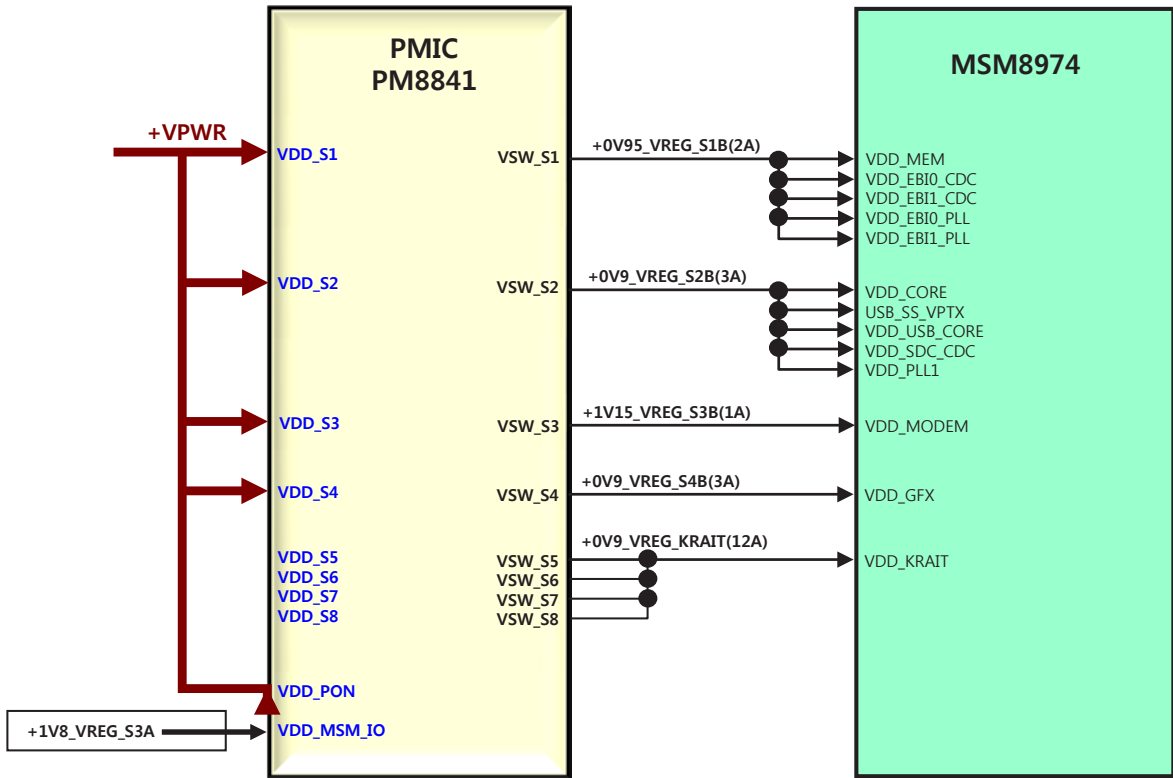 PMIC
PM8841
MSM8974
+VPWR
VDD_S1
VSW_S1
+0V95_VREG_S1B(2A)
VDD_MEM
VDD_EBI0_CDC
VDD_EBI1_CDC
VDD_EBI0_PLL
VDD_EBI1_PLL
VDD_S2
VSW_S2
+0V9_VREG_S2B(3A)
VDD_CORE
USB_SS_VPTX
VDD_USB_CORE
VDD_SDC_CDC
VDD_PLL1
VDD_S3
VSW_S3
+1V15_VREG_S3B(1A)
VDD_MODEM
VDD_S4
VSW_S4
+0V9_VREG_S4B(3A)
VDD_GFX
VDD_S5
VDD_S6
VDD_S7
VDD_S8
VSW_S5
VSW_S6
VSW_S7
VSW_S8
+0V9_VREG_KRAIT(12A)
VDD_KRAIT
VDD_PON
+1V8_VREG_S3A
VDD_MSM_IO